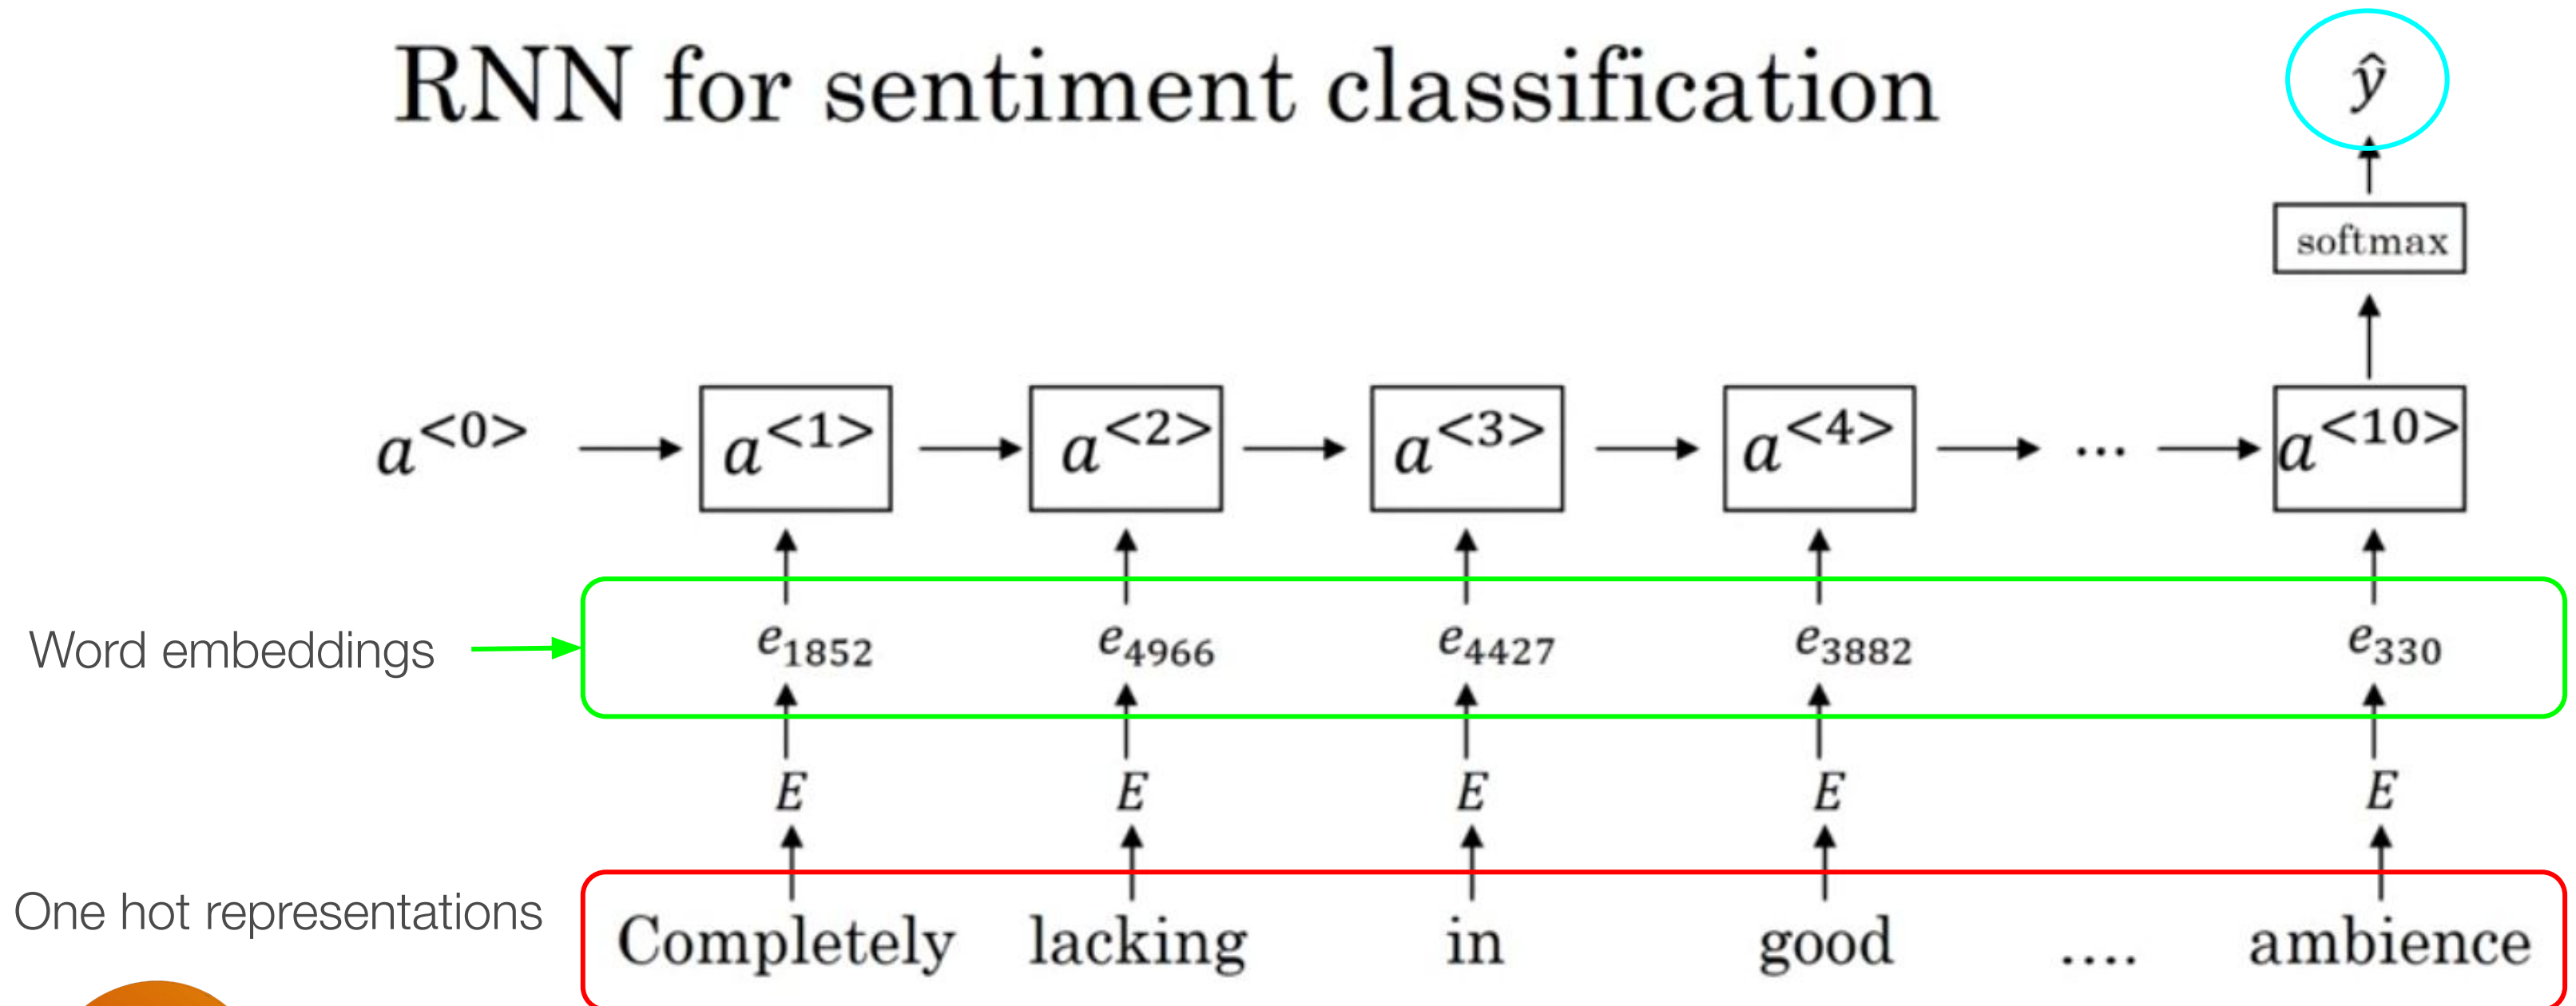 RNN for sentiment classification
ŷ
softmax
a<0> a<1> a<2> a<3> a<4> ... a<10>
Word embeddings e1852 e4966 e4427 e3882 e330
E E E E E
One hot representations Completely lacking in good .... ambience